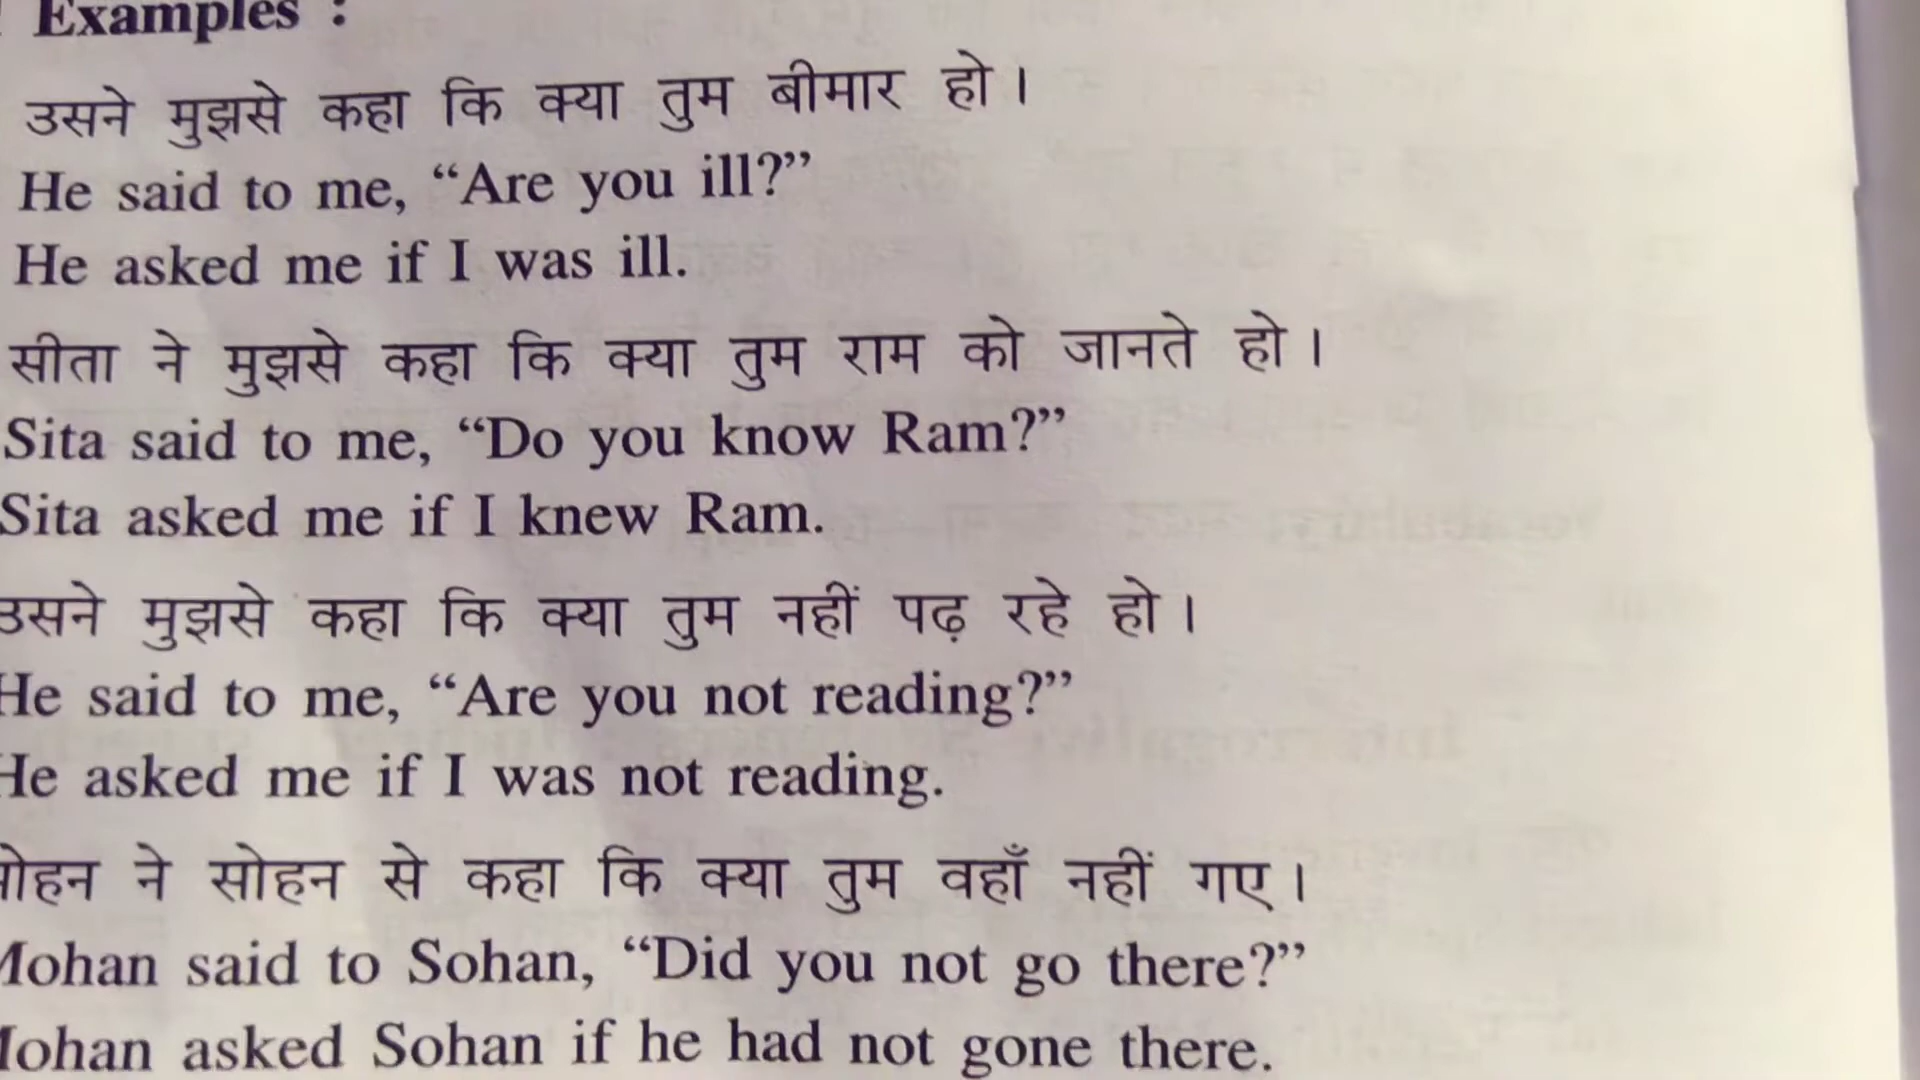 Examples :
उसने मुझसे कहा कि क्या तुम बीमार हो।
He said to me, “Are you ill?”
He asked me if I was ill.
सीता ने मुझसे कहा कि क्या तुम राम को जानते हो।
Sita said to me, “Do you know Ram?”
Sita asked me if I knew Ram.
उसने मुझसे कहा कि क्या तुम नहीं पढ़ रहे हो।
He said to me, “Are you not reading?”
He asked me if I was not reading.
मोहन ने सोहन से कहा कि क्या तुम वहाँ नहीं गए।
Mohan said to Sohan, “Did you not go there?”
Mohan asked Sohan if he had not gone there.